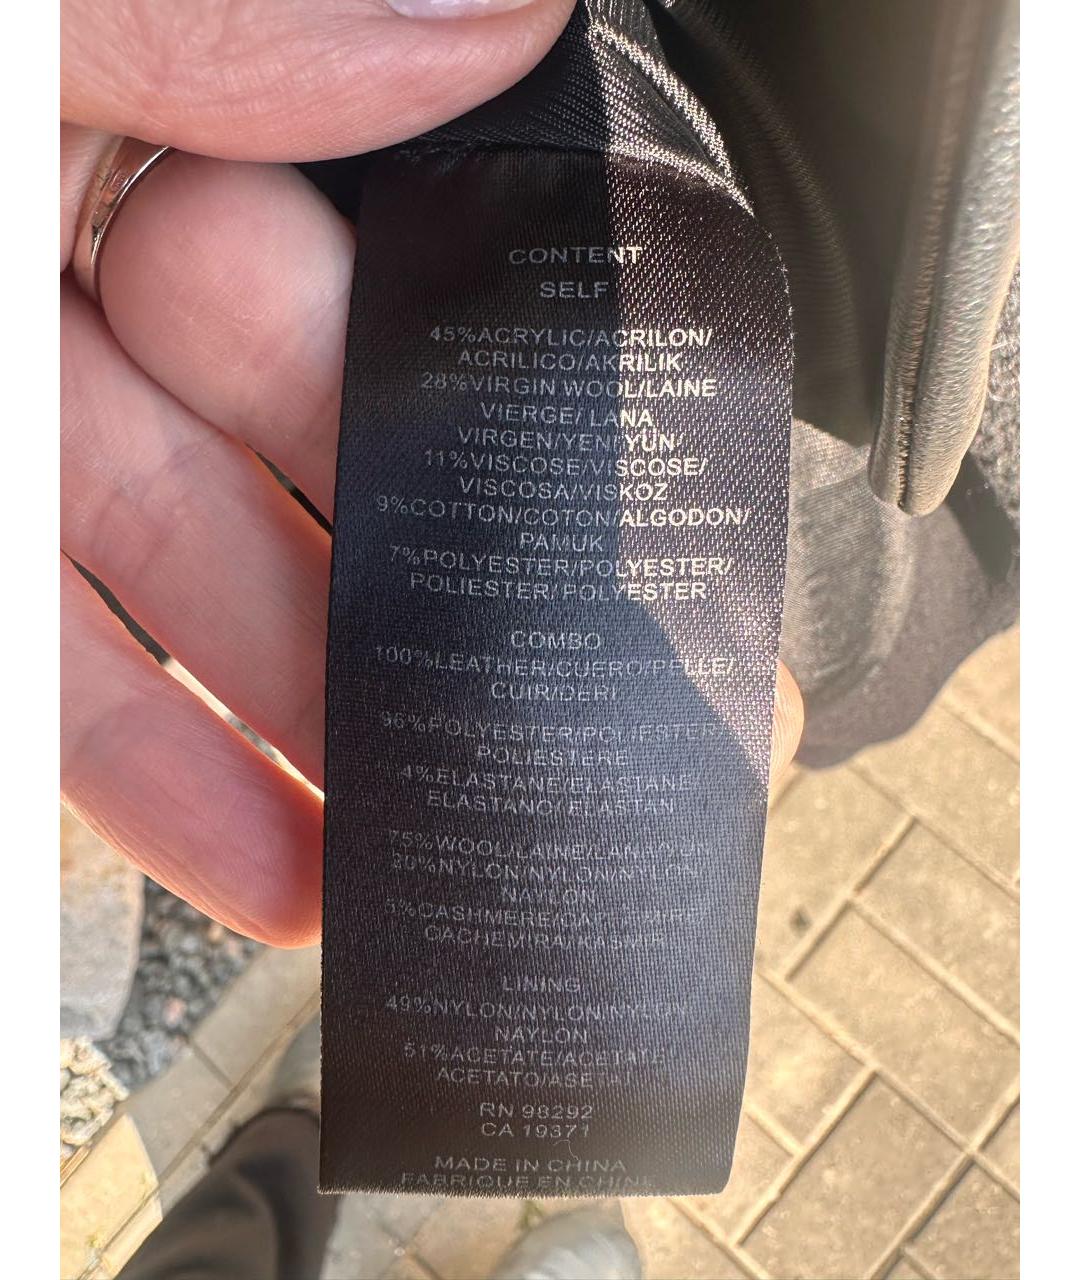 CONTENT
SELF
45%ACRYLIC/ACRILON/
ACRILICO/AKRILIK
28%VIRGIN WOOL/LAINE
VIERGE/ LANA
VIRGEN/YENI YUN/
11%VISCOSE/VISCOSE/
VISCOSA/VISKOZ
9%COTTON/COTON/ALGODON/
PAMUK
7%POLYESTER/POLYESTER/
POLIESTER/ POLYESTER
COMBO
100%LEATHER/CUERO/PELLE/
CUIR/DERI
96%POLYESTER/POLIESTER/
POLIESTERE
4%ELASTANE/ELASTANE/
ELASTANO/ ELASTAN
75%WOOL/LAINE/LANA/YUN
20%NYLON/NYLON/NYLON/
NAYLON
5%CASHMERE/CACHEMIRE/
CACHEMIRA/KASMIR
LINING
49%NYLON/NYLON/NYLON/
NAYLON
51%ACETATE/ACETATE/
ACETATO/ASETAT
RN 98292
CA 19371
MADE IN CHINA
FABRIQUE EN CHINE